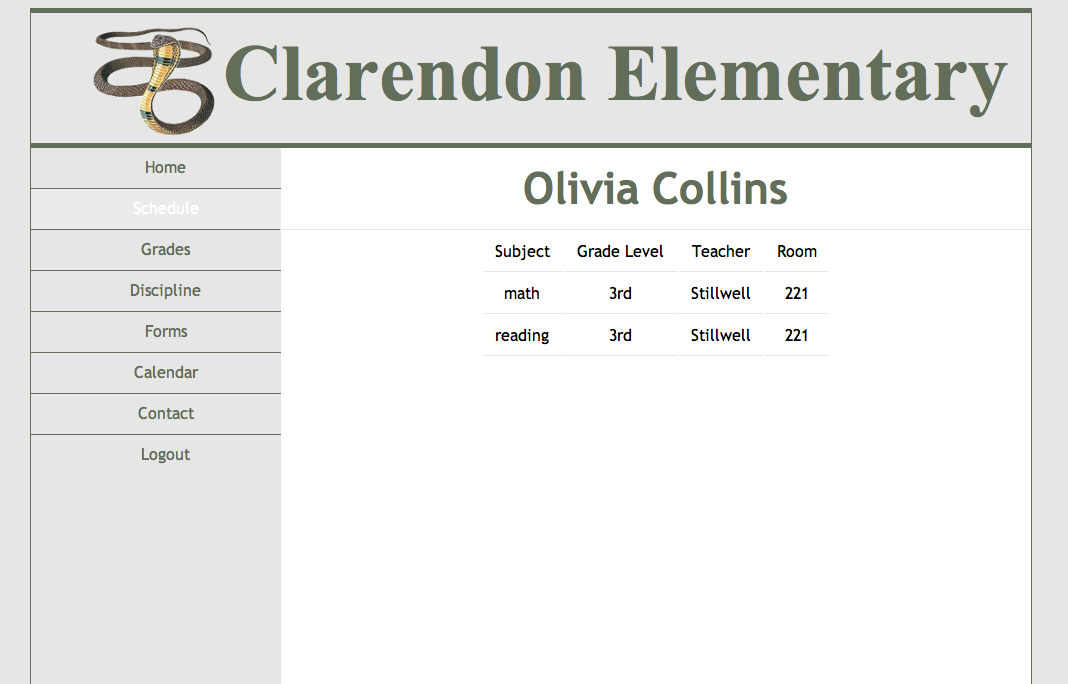 Clarendon Elementary
Home
Schedule
Grades
Discipline
Forms
Calendar
Contact
Logout
Olivia Collins
Subject Grade Level Teacher Room
math 3rd Stillwell 221
reading 3rd Stillwell 221